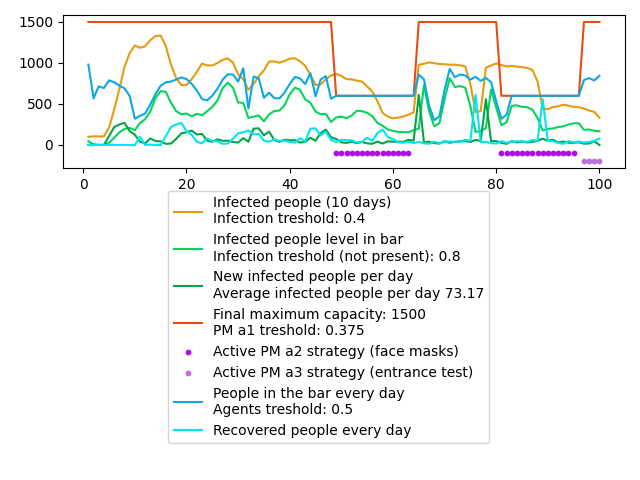 1500
1000
500
0
0 20 40 60 80 100
Infected people (10 days)
Infection treshold: 0.4
Infected people level in bar
Infection treshold (not present): 0.8
New infected people per day
Average infected people per day 73.17
Final maximum capacity: 1500
PM a1 treshold: 0.375
Active PM a2 strategy (face masks)
Active PM a3 strategy (entrance test)
People in the bar every day
Agents treshold: 0.5
Recovered people every day